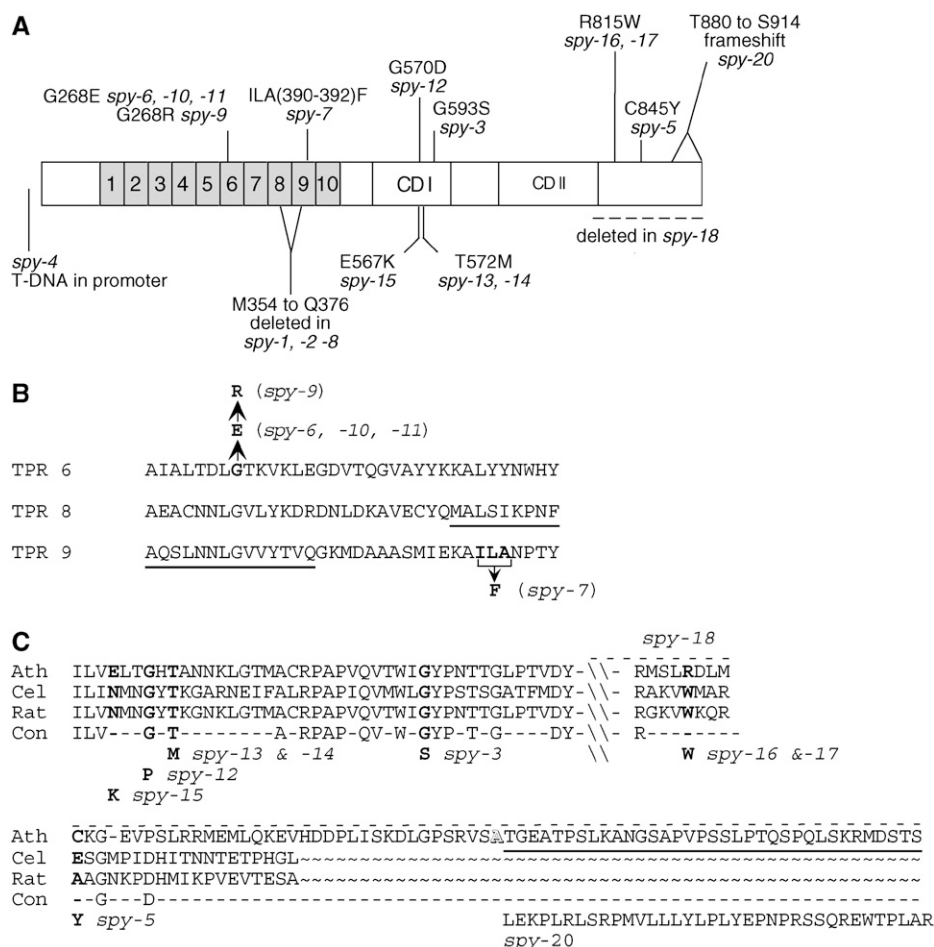 A
R815W
spy-16, -17
T880 to S914
frameshift
spy-20
G570D
spy-12
G268E spy-6, -10, -11
G268R spy-9
ILA(390-392)F
spy-7
G593S
spy-3
C845Y
spy-5
1 2 3 4 5 6 7 8 9 10 CD I CD II
deleted in spy-18
spy-4
T-DNA in promoter
E567K
spy-15
T572M
spy-13, -14
M354 to Q376
deleted in
spy-1, -2 -8
B
R (spy-9)
E (spy-6, -10, -11)
TPR 6 AIALTDLGTKVKLEGDVTQGVAYYKKALYYNWHY
TPR 8 AEACNNLGVLYKDRDNLDKAVECYQMALSIKPNF
TPR 9 AQSLNNLGVVYTVQGKMDAAASMIEKAILANPTY
F (spy-7)
C
spy-18
Ath ILVELTGHTANNKLGTMACRPAPVQVTWIGYPNTTGLPTVDY-\\- RMSLRDLM
Cel ILINMNGYTKGARNEIFALRPAPIQVMWLGYPSTSGATFMDY-\\- RAKVWMAR
Rat ILVNMNGYTKGNKLGTMACRPAPVQVTWIGYPNTTGLPTVDY-\\- RGKVWKQR
Con ILV---G-T--------A-RPAP-QV-W-GYP-T-G----DY-\\- R-------
M spy-13 & -14 S spy-3 \\ W spy-16 &-17
P spy-12
K spy-15
Ath CKG-EVPSLRRMEMLQKEVHDDPLISKDLGPSRVSATGEATPSLKANGSAPVPSSLPTQSPQLSKRMDSTS
Cel ESGMPIDHITNNTETPHGL~~~~~~~~~~~~~~~~~~~~~~~~~~~~~~~~~~~~~~~~~~~~~~~~~~~~
Rat AAGNKPDHMIKPVEVTESA~~~~~~~~~~~~~~~~~~~~~~~~~~~~~~~~~~~~~~~~~~~~~~~~~~~~
Con --G---D----------------------------------------------------------------
Y spy-5 LEKPLRLSRPMVLLLYLPLYEPNPRSSQREWTPLAR
spy-20